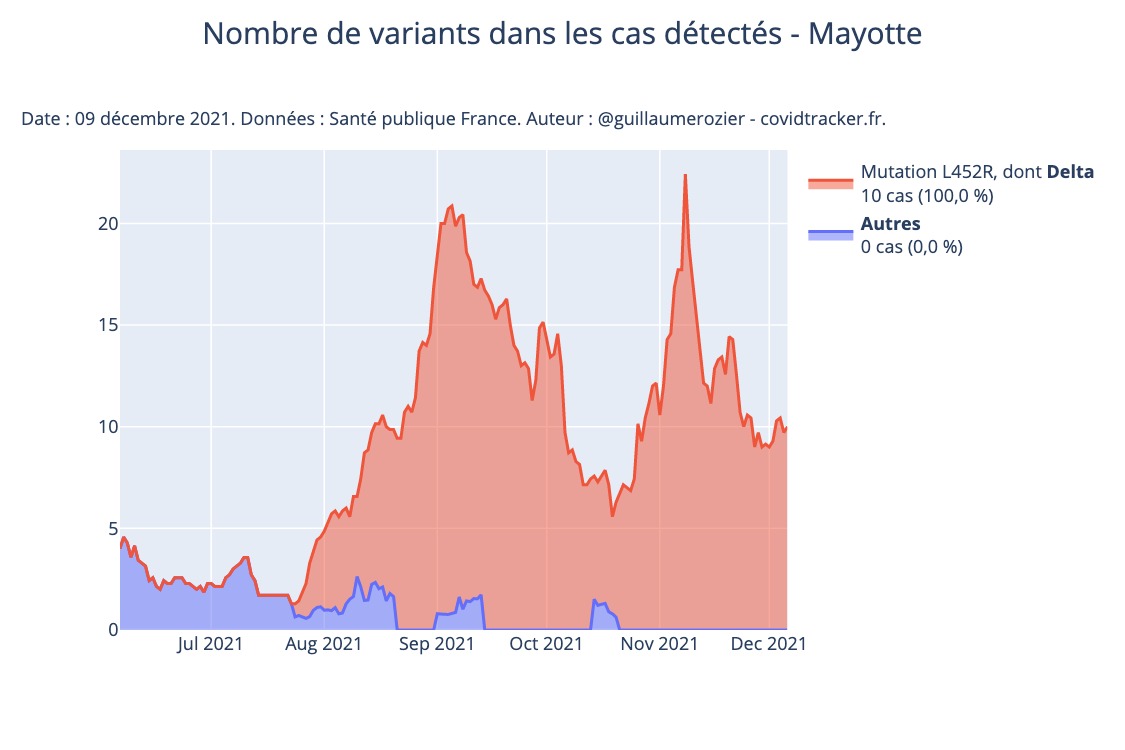 Nombre de variants dans les cas détectés - Mayotte
Date : 09 décembre 2021. Données : Santé publique France. Auteur : @guillaumerozier - covidtracker.fr.
Mutation L452R, dont Delta
10 cas (100,0 %)
Autres
0 cas (0,0 %)
20
15
10
5
0
Jul 2021
Aug 2021
Sep 2021
Oct 2021
Nov 2021
Dec 2021